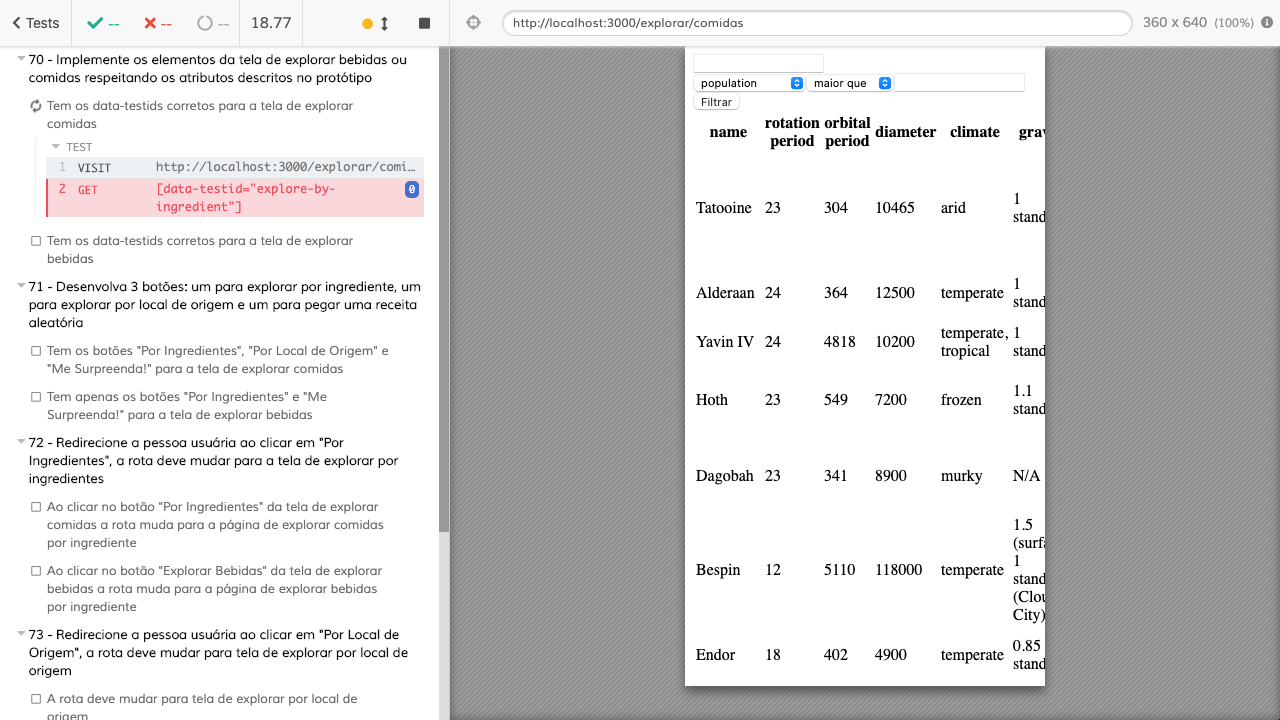 Tests -- -- -- 18.77
http://localhost:3000/explorar/comidas 360 x 640 (100%)
70 - Implemente os elementos da tela de explorar bebidas ou
comidas respeitando os atributos descritos no protótipo
Tem os data-testids corretos para a tela de explorar
comidas
TEST
1 VISIT http://localhost:3000/explorar/comi...
2 GET [data-testid="explore-by-
ingredient"] 0
Tem os data-testids corretos para a tela de explorar
bebidas
71 - Desenvolva 3 botões: um para explorar por ingrediente, um
para explorar por local de origem e um para pegar uma receita
aleatória
Tem os botões "Por Ingredientes", "Por Local de Origem" e
"Me Surpreenda!" para a tela de explorar comidas
Tem apenas os botões "Por Ingredientes" e "Me
Surpreenda!" para a tela de explorar bebidas
72 - Redirecione a pessoa usuária ao clicar em "Por
Ingredientes", a rota deve mudar para a tela de explorar por
ingredientes
Ao clicar no botão "Por Ingredientes" da tela de explorar
comidas a rota muda para a página de explorar comidas
por ingrediente
Ao clicar no botão "Explorar Bebidas" da tela de explorar
bebidas a rota muda para a página de explorar bebidas
por ingrediente
73 - Redirecione a pessoa usuária ao clicar em "Por Local de
Origem", a rota deve mudar para tela de explorar por local de
origem
A rota deve mudar para tela de explorar por local de
origem
population maior que
Filtrar
name rotation period orbital period diameter climate grav
Tatooine 23 304 10465 arid 1 stand
Alderaan 24 364 12500 temperate 1 stand
Yavin IV 24 4818 10200 temperate, tropical 1 stand
Hoth 23 549 7200 frozen 1.1 stand
Dagobah 23 341 8900 murky N/A
Bespin 12 5110 118000 temperate 1.5 (surfa 1 stand (Clou City)
Endor 18 402 4900 temperate 0.85 stand